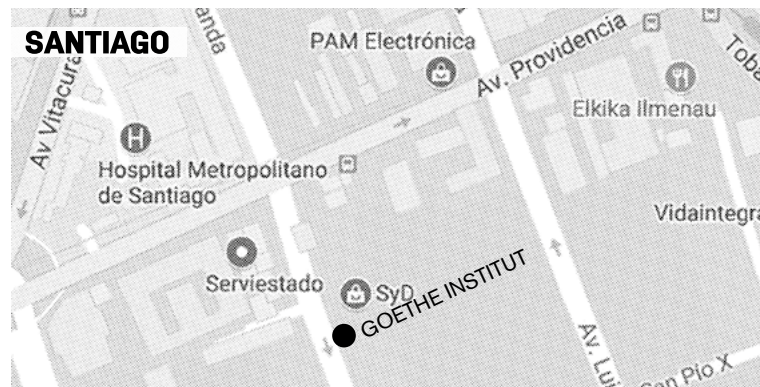 SANTIAGO
PAM Electrónica
Av. Providencia
Elkika Ilmenau
Av Vitacura
Hospital Metropolitano
de Santiago
Vidaintegra
Serviestado
SyD
GOETHE INSTITUT
Av. Lui
San Pío X